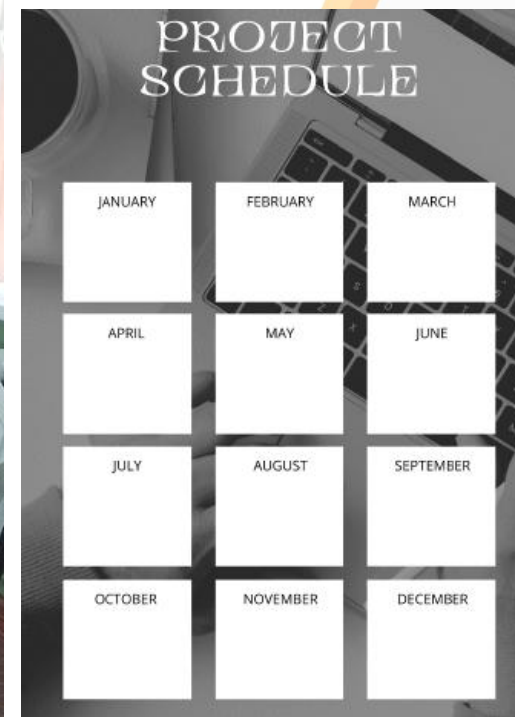 PROJECT
SCHEDULE
JANUARY
FEBRUARY
MARCH
APRIL
MAY
JUNE
JULY
AUGUST
SEPTEMBER
OCTOBER
NOVEMBER
DECEMBER